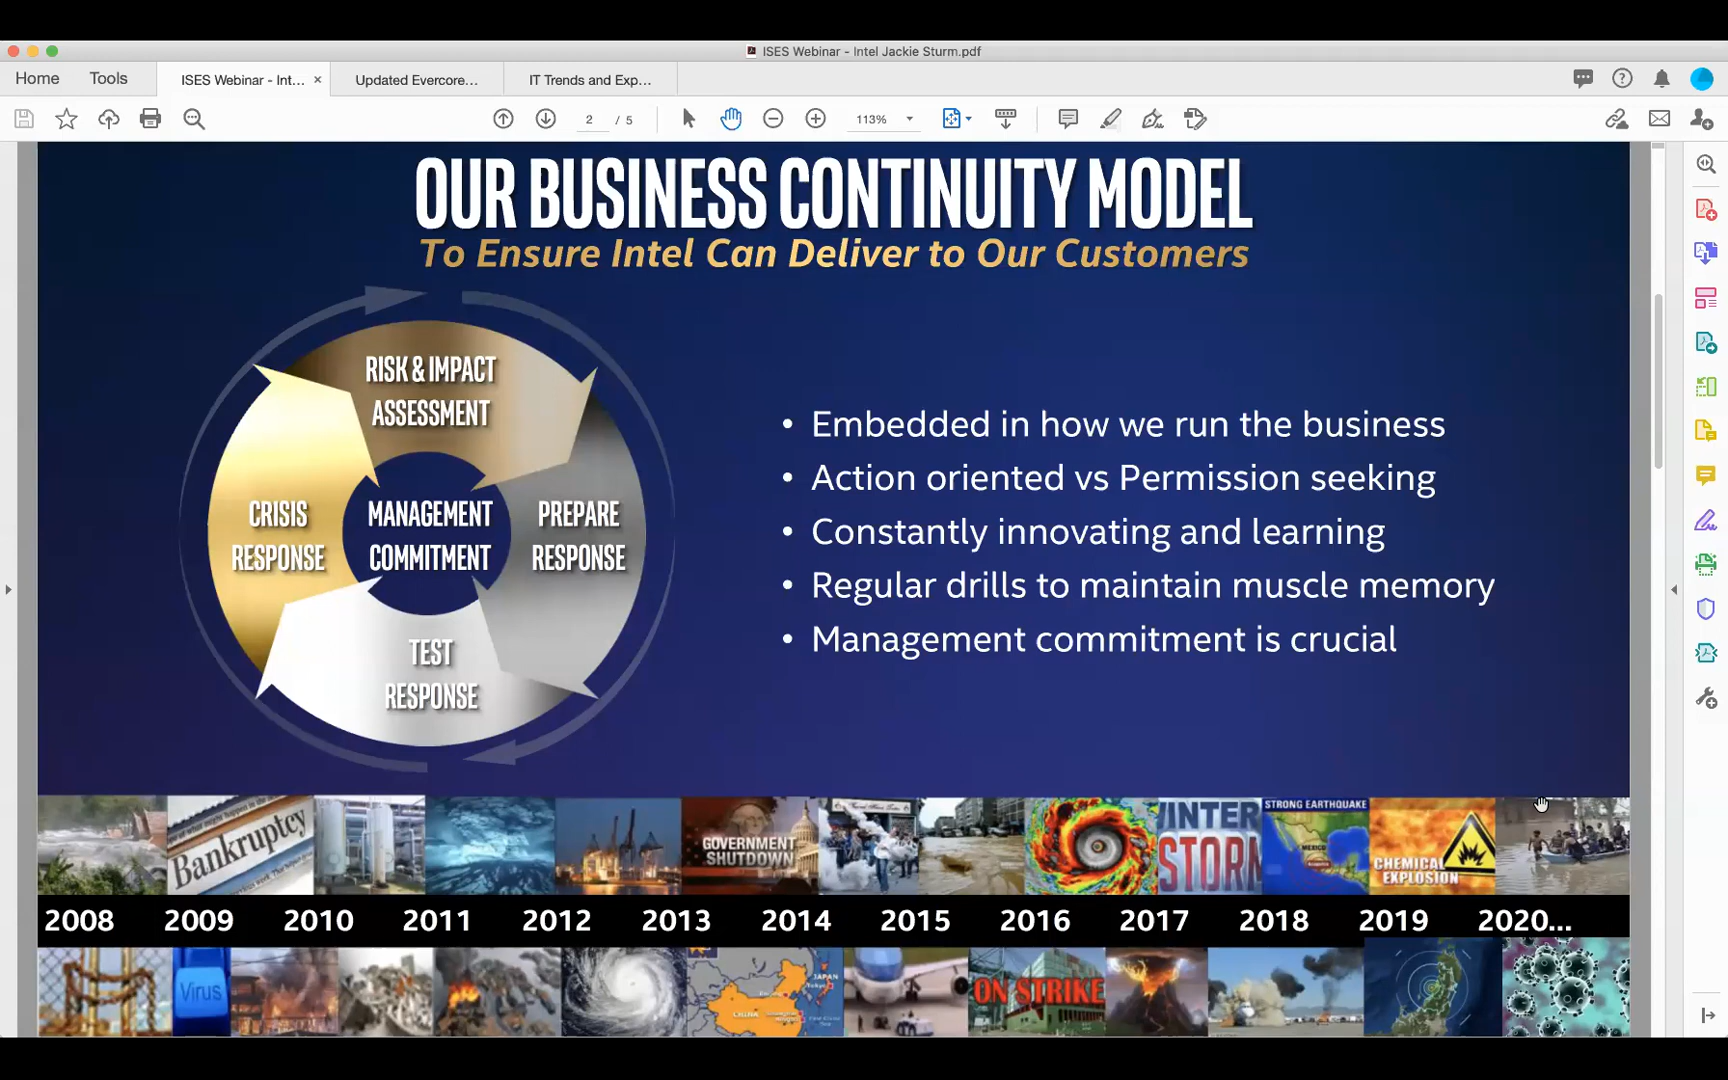 ISES Webinar - Intel Jackie Sturm.pdf
Home
Tools
ISES Webinar - Int... ×
Updated Evercore...
IT Trends and Exp...
2 / 5
113%
OUR BUSINESS CONTINUITY MODEL
To Ensure Intel Can Deliver to Our Customers
RISK & IMPACT
ASSESSMENT
CRISIS
RESPONSE
MANAGEMENT
COMMITMENT
PREPARE
RESPONSE
TEST
RESPONSE
• Embedded in how we run the business
• Action oriented vs Permission seeking
• Constantly innovating and learning
• Regular drills to maintain muscle memory
• Management commitment is crucial
Bankruptcy
GOVERNMENT
SHUTDOWN
INTER
STORM
STRONG EARTHQUAKE
MEXICO
CHEMICAL
EXPLOSION
2008 2009 2010 2011 2012 2013 2014 2015 2016 2017 2018 2019 2020...
Virus
CHINA
JAPAN
ON STRIKE